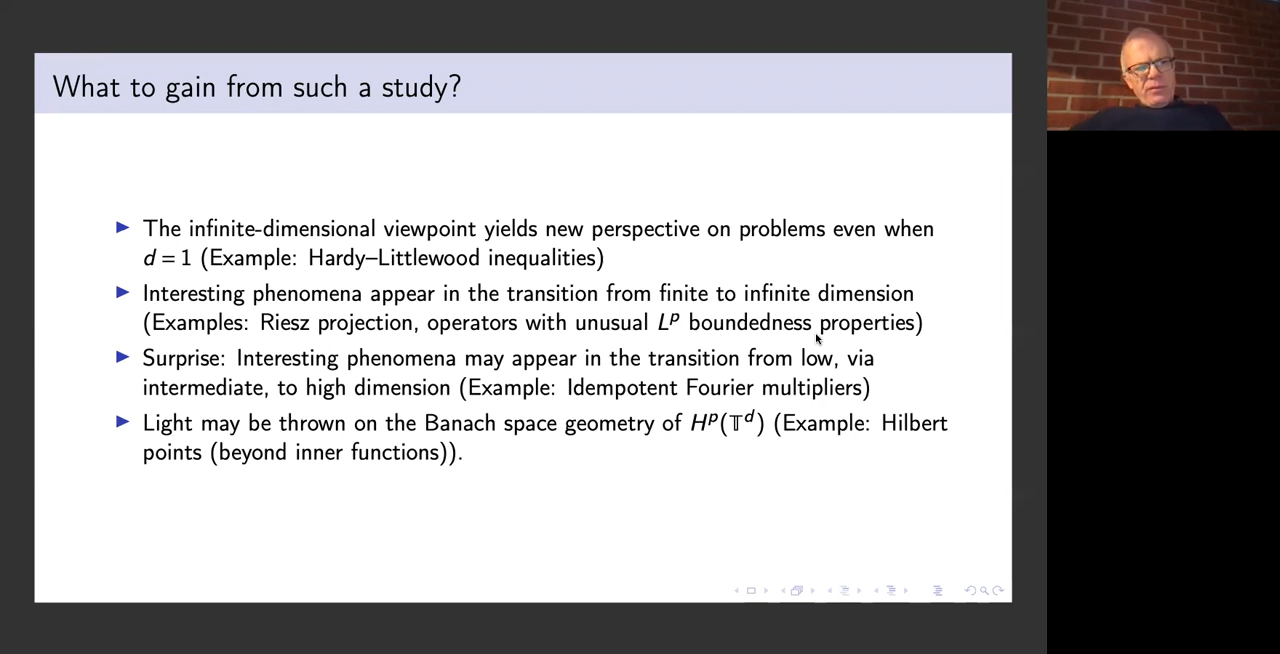 What to gain from such a study?
The infinite-dimensional viewpoint yields new perspective on problems even when
d = 1 (Example: Hardy–Littlewood inequalities)
Interesting phenomena appear in the transition from finite to infinite dimension
(Examples: Riesz projection, operators with unusual Lᵖ boundedness properties)
Surprise: Interesting phenomena may appear in the transition from low, via
intermediate, to high dimension (Example: Idempotent Fourier multipliers)
Light may be thrown on the Banach space geometry of Hᵖ(𝕋ᵈ) (Example: Hilbert
points (beyond inner functions)).